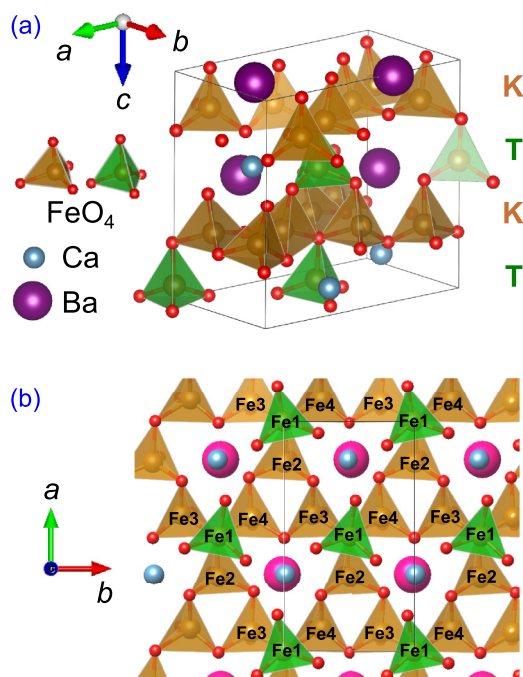 (a)
a
b
c
K
T
FeO4
K
Ca
T
Ba
(b)
Fe3 Fe4 Fe3 Fe4
Fe1 Fe1
Fe2 Fe2
a
Fe3 Fe4 Fe3 Fe4 Fe3
Fe1 Fe1 Fe1
b
Fe2 Fe2 Fe2
Fe3 Fe4 Fe3 Fe4
Fe1 Fe1